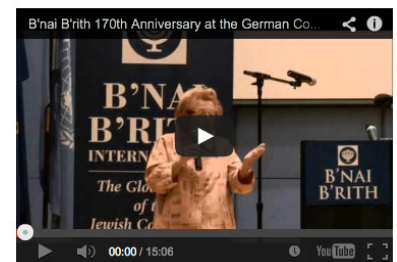 B'nai B'rith 170th Anniversary at the German Co...
B'NAI
B'RITH
INTERN
The Glo
of t
Jewish Co
B'NAI
B'RITH
00:00 / 15:06
YouTube